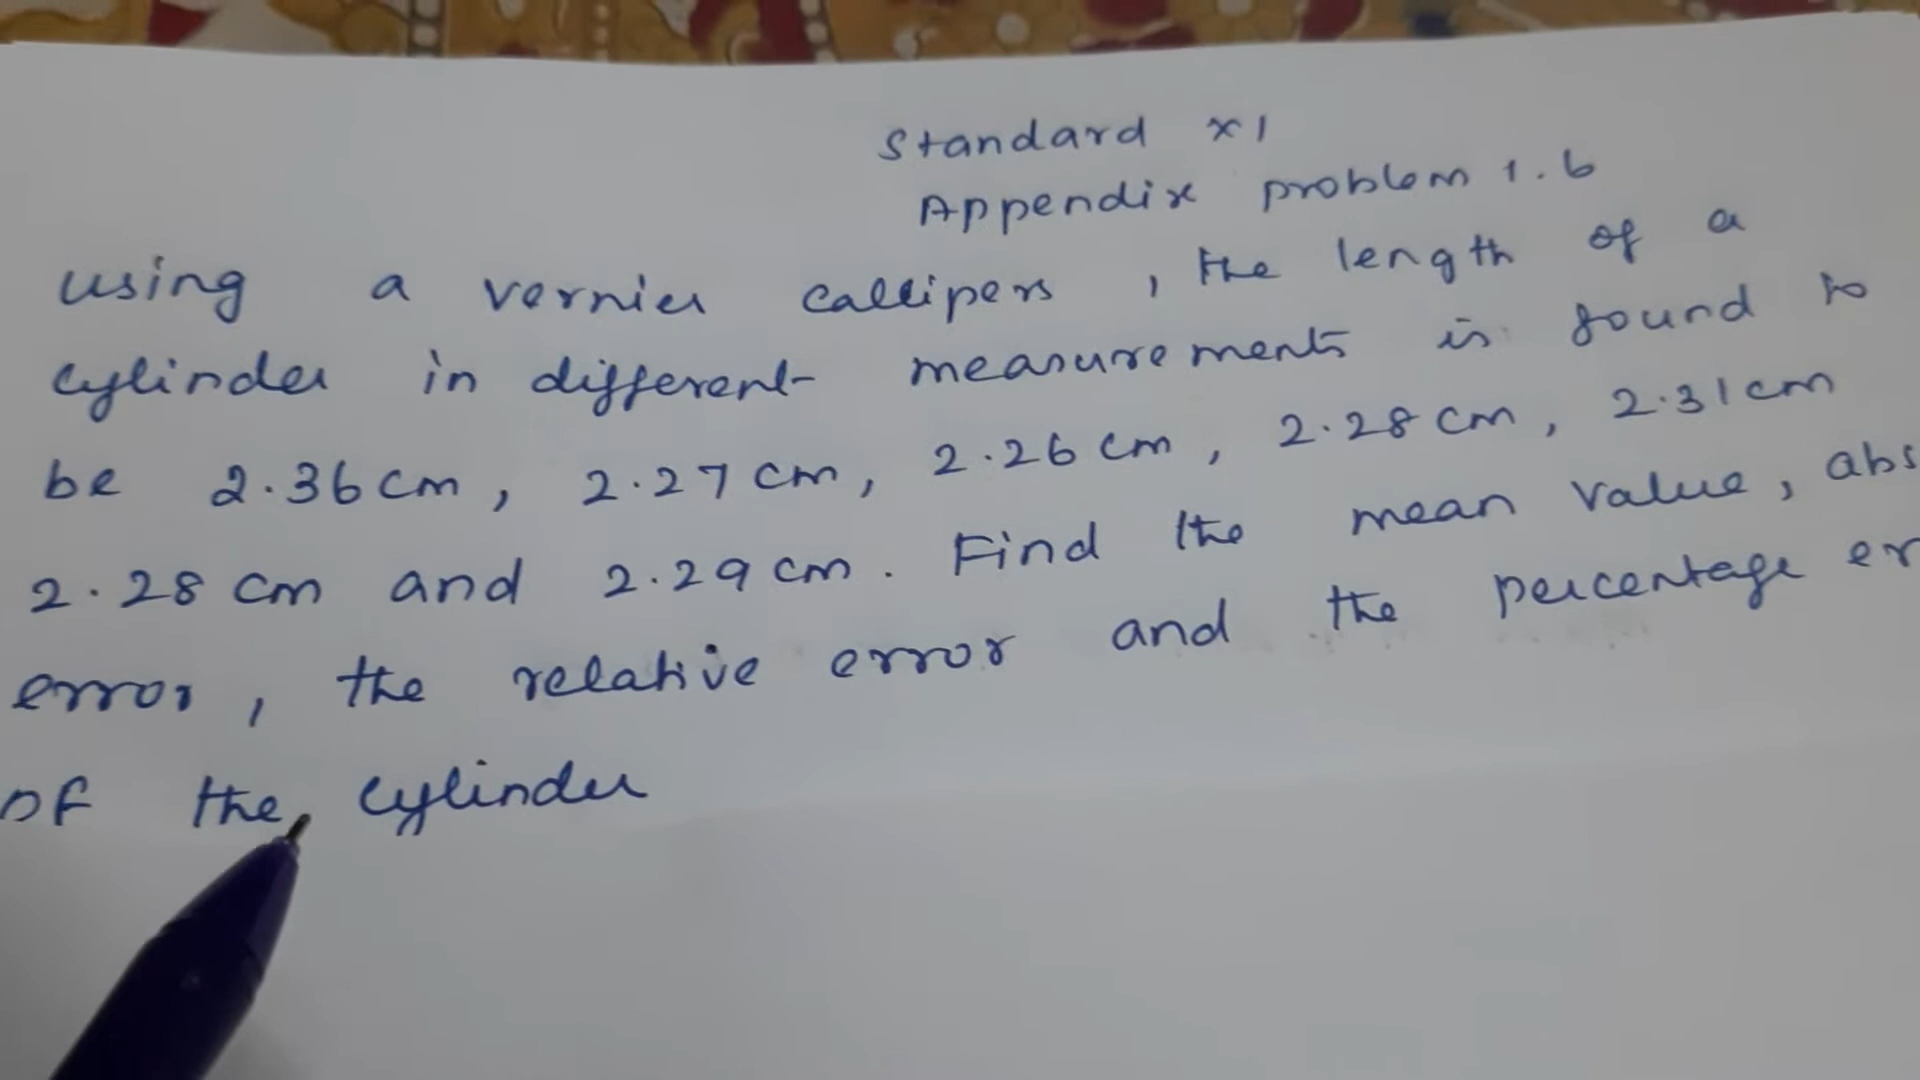 Standard XI
Appendix problem 1.6
using a vernier callipers, the length of a
cylinder in different measurements is found to
be 2.36 cm, 2.27 cm, 2.26 cm, 2.28 cm, 2.31 cm
2.28 cm and 2.29 cm. Find the mean value, abs
error, the relative error and the percentage er
of the cylinder